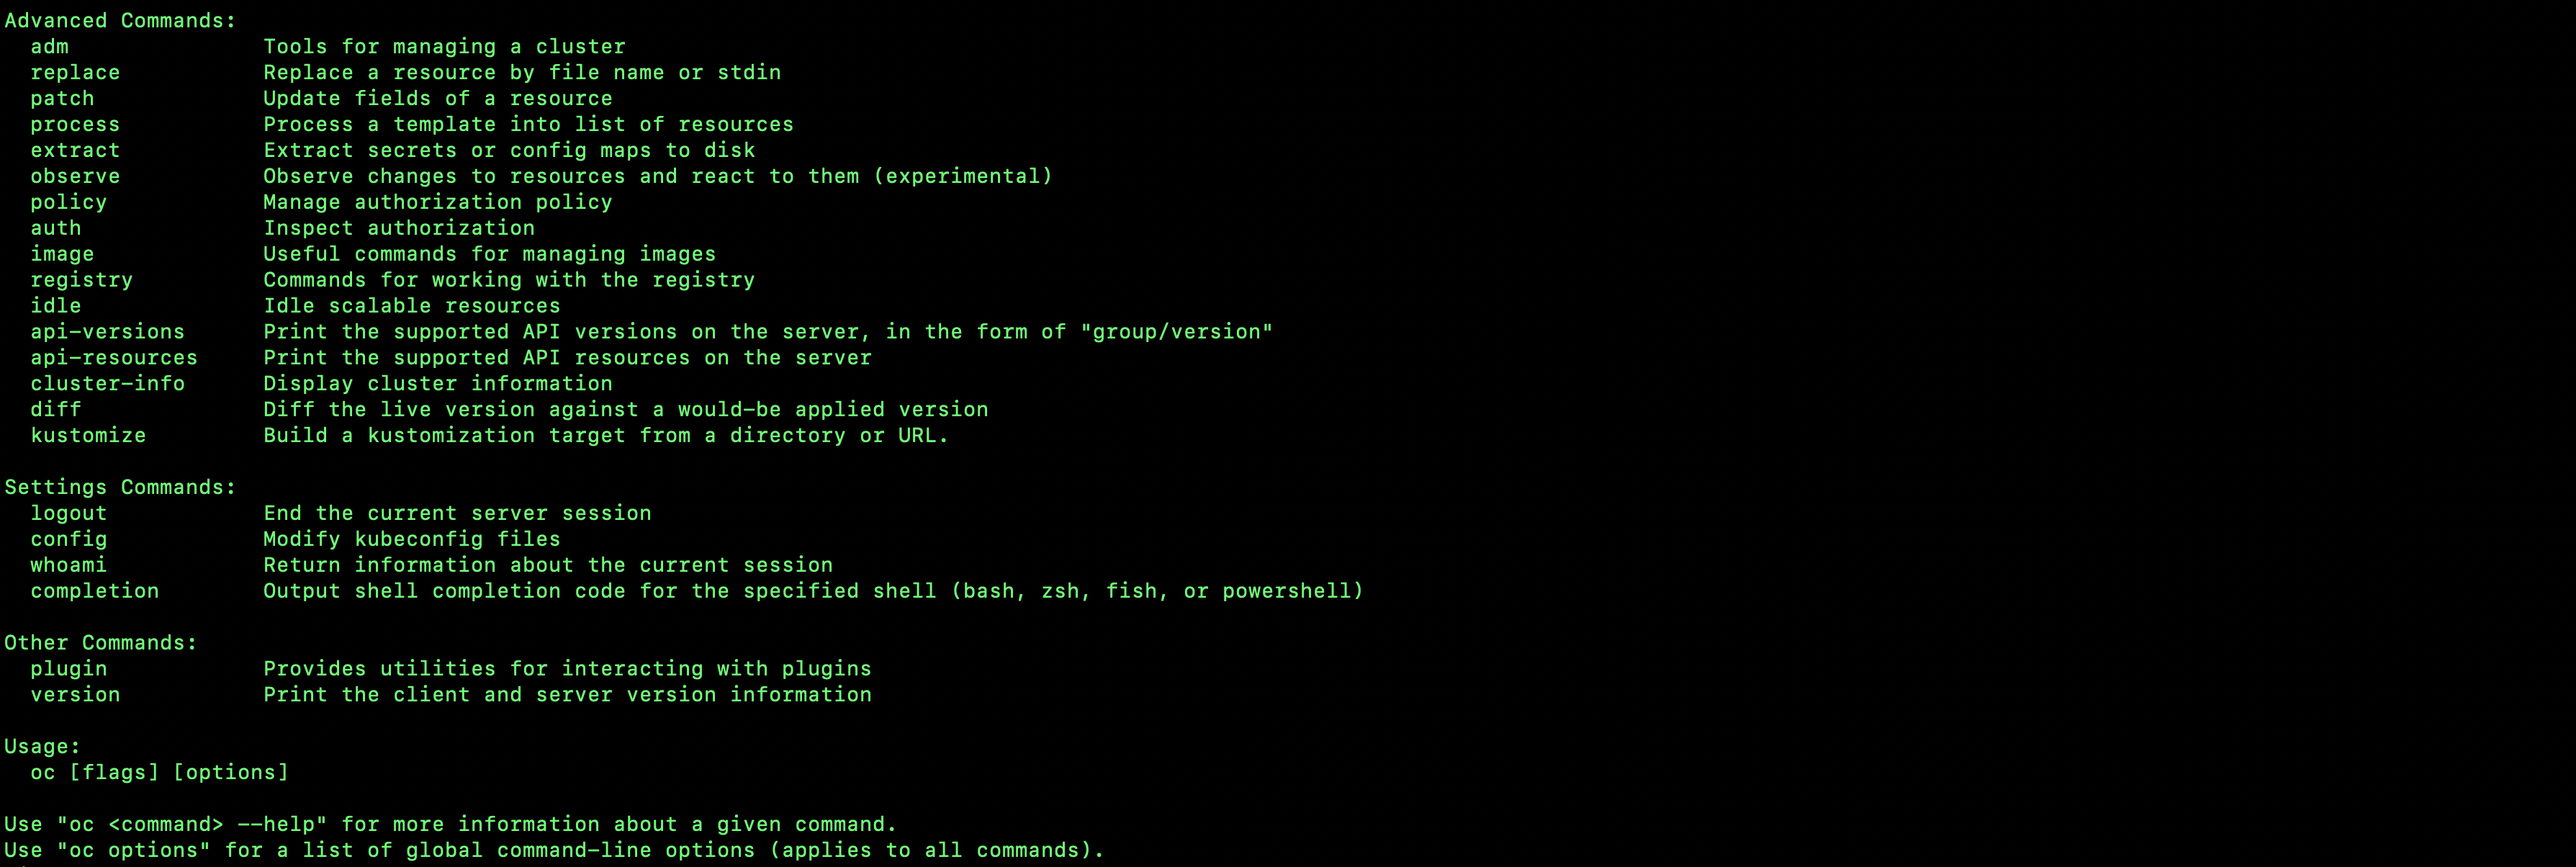 Advanced Commands:
  adm               Tools for managing a cluster
  replace           Replace a resource by file name or stdin
  patch             Update fields of a resource
  process           Process a template into list of resources
  extract           Extract secrets or config maps to disk
  observe           Observe changes to resources and react to them (experimental)
  policy            Manage authorization policy
  auth              Inspect authorization
  image             Useful commands for managing images
  registry          Commands for working with the registry
  idle              Idle scalable resources
  api-versions      Print the supported API versions on the server, in the form of "group/version"
  api-resources     Print the supported API resources on the server
  cluster-info      Display cluster information
  diff              Diff the live version against a would-be applied version
  kustomize         Build a kustomization target from a directory or URL.

Settings Commands:
  logout            End the current server session
  config            Modify kubeconfig files
  whoami            Return information about the current session
  completion        Output shell completion code for the specified shell (bash, zsh, fish, or powershell)

Other Commands:
  plugin            Provides utilities for interacting with plugins
  version           Print the client and server version information

Usage:
  oc [flags] [options]

Use "oc <command> --help" for more information about a given command.
Use "oc options" for a list of global command-line options (applies to all commands).